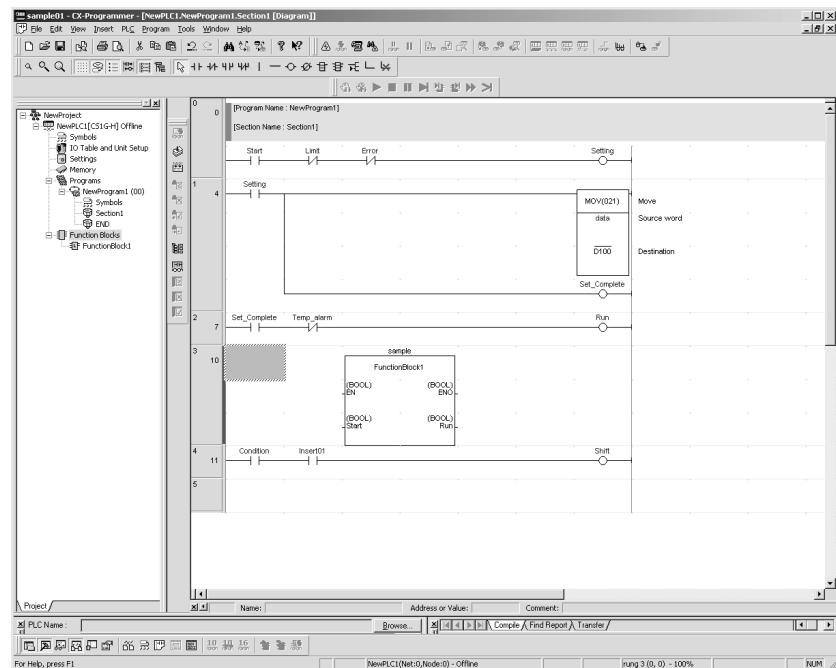 sample01 - CX-Programmer - [NewPLC1.NewProgram1.Section1 [Diagram]]
File Edit View Insert PLC Program Tools Window Help
NewProject
NewPLC1[CS1G-H] Offline
Symbols
IO Table and Unit Setup
Settings
Memory
Programs
NewProgram1 (00)
Symbols
Section1
END
Function Blocks
FunctionBlock1
Project
0
0
[Program Name : NewProgram1]
[Section Name : Section1]
Start Limit Error Setting
1
4
Setting
MOV(021) Move
data Source word
D100 Destination
Set_Complete
2
7
Set_Complete Temp_alarm Run
3
10
sample
FunctionBlock1
(BOOL) (BOOL)
EN ENO
(BOOL) (BOOL)
Start Run
4
11
Condition Insert01 Shift
5
Name: Address or Value: Comment:
PLC Name : Browse... Compile Find Report Transfer
10 10 16
For Help, press F1 NewPLC1(Net:0,Node:0) - Offline rung 3 (0, 0) - 100% NUM